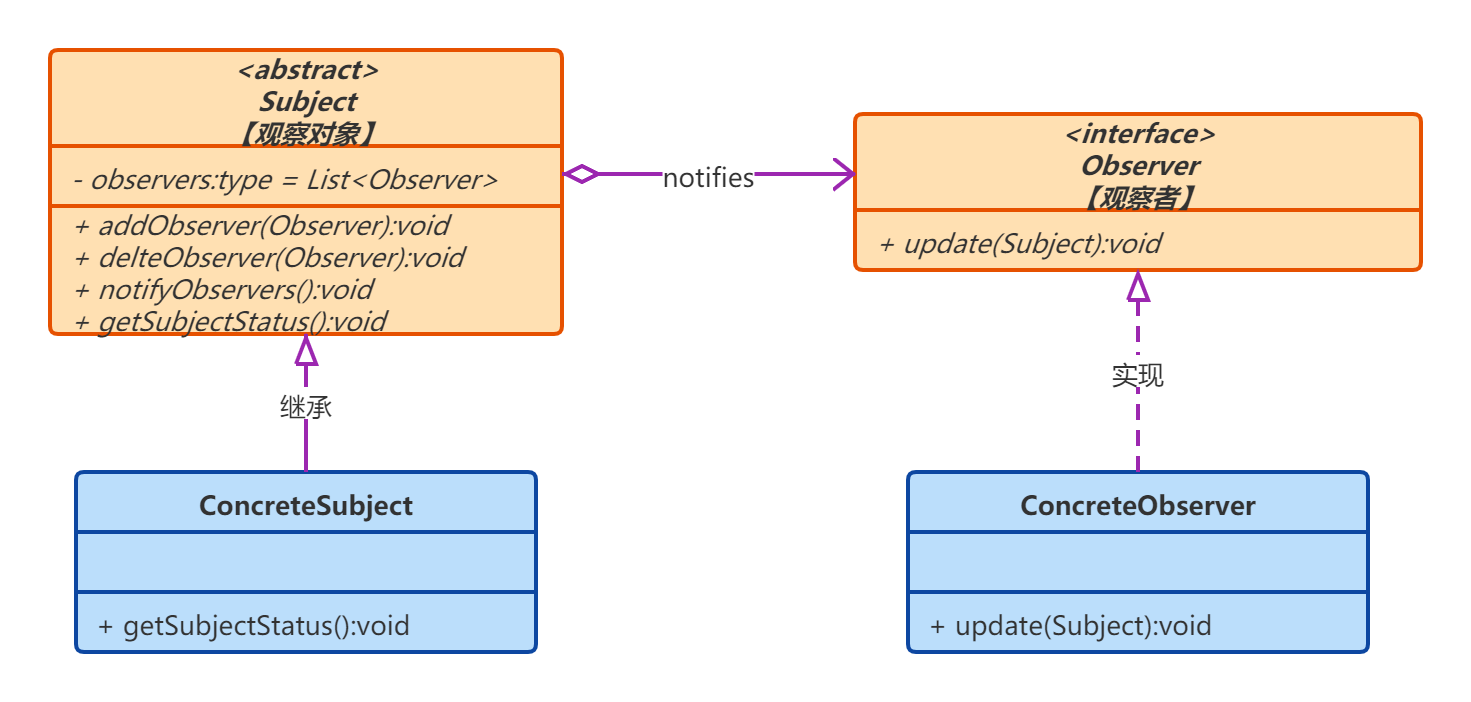 <abstract>
Subject
【观察对象】
- observers:type = List<Observer>
+ addObserver(Observer):void
+ delteObserver(Observer):void
+ notifyObservers():void
+ getSubjectStatus():void
notifies
<interface>
Observer
【观察者】
+ update(Subject):void
继承
实现
ConcreteSubject
+ getSubjectStatus():void
ConcreteObserver
+ update(Subject):void